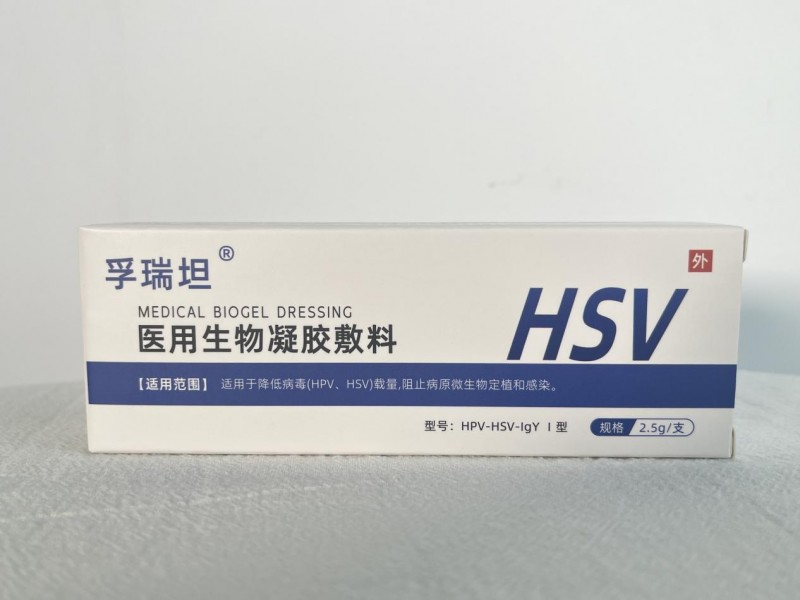 孚瑞坦®
外
MEDICAL BIOGEL DRESSING
医用生物凝胶敷料
HSV
【适用范围】 适用于降低病毒(HPV、HSV)载量,阻止病原微生物定植和感染。
型号：HPV-HSV-IgY Ⅰ型 规格 2.5g/支